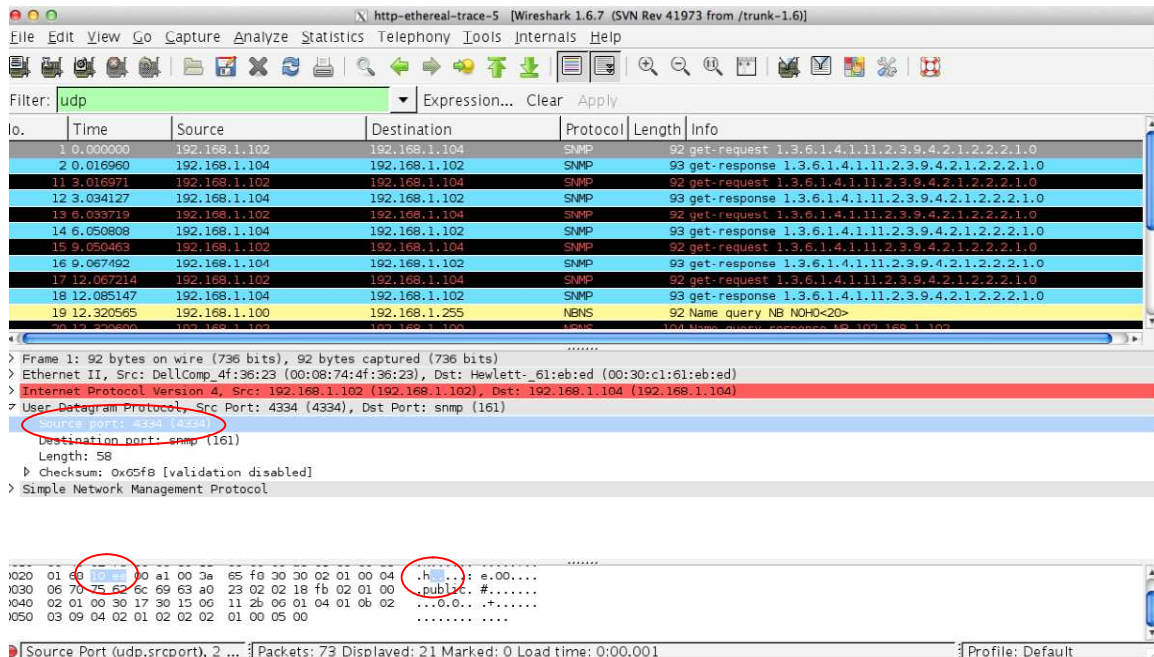 http-ethereal-trace-5 [Wireshark 1.6.7 (SVN Rev 41973 from /trunk-1.6)]
File Edit View Go Capture Analyze Statistics Telephony Tools Internals Help
Filter: udp Expression... Clear Apply
lo. Time Source Destination Protocol Length Info
1 0.000000 192.168.1.102 192.168.1.104 SNMP 92 get-request 1.3.6.1.4.1.11.2.3.9.4.2.1.2.2.2.1.0
2 0.016960 192.168.1.104 192.168.1.102 SNMP 93 get-response 1.3.6.1.4.1.11.2.3.9.4.2.1.2.2.2.1.0
11 3.016971 192.168.1.102 192.168.1.104 SNMP 92 get-request 1.3.6.1.4.1.11.2.3.9.4.2.1.2.2.2.1.0
12 3.034127 192.168.1.104 192.168.1.102 SNMP 93 get-response 1.3.6.1.4.1.11.2.3.9.4.2.1.2.2.2.1.0
13 6.033719 192.168.1.102 192.168.1.104 SNMP 92 get-request 1.3.6.1.4.1.11.2.3.9.4.2.1.2.2.2.1.0
14 6.050808 192.168.1.104 192.168.1.102 SNMP 93 get-response 1.3.6.1.4.1.11.2.3.9.4.2.1.2.2.2.1.0
15 9.050463 192.168.1.102 192.168.1.104 SNMP 92 get-request 1.3.6.1.4.1.11.2.3.9.4.2.1.2.2.2.1.0
16 9.067492 192.168.1.104 192.168.1.102 SNMP 93 get-response 1.3.6.1.4.1.11.2.3.9.4.2.1.2.2.2.1.0
17 12.067214 192.168.1.102 192.168.1.104 SNMP 92 get-request 1.3.6.1.4.1.11.2.3.9.4.2.1.2.2.2.1.0
18 12.085147 192.168.1.104 192.168.1.102 SNMP 93 get-response 1.3.6.1.4.1.11.2.3.9.4.2.1.2.2.2.1.0
19 12.320565 192.168.1.100 192.168.1.255 NBNS 92 Name query NB NOHO<20>
20 12.320600 192.168.1.102 192.168.1.100 NBNS 104 Name query response NB 192.168.1.102
Frame 1: 92 bytes on wire (736 bits), 92 bytes captured (736 bits)
Ethernet II, Src: DellComp_4f:36:23 (00:08:74:4f:36:23), Dst: Hewlett-_61:eb:ed (00:30:c1:61:eb:ed)
Internet Protocol Version 4, Src: 192.168.1.102 (192.168.1.102), Dst: 192.168.1.104 (192.168.1.104)
User Datagram Protocol, Src Port: 4334 (4334), Dst Port: snmp (161)
Source port: 4334 (4334)
Destination port: snmp (161)
Length: 58
Checksum: 0x65f8 [validation disabled]
Simple Network Management Protocol
0020 01 68 10 ee 00 a1 00 3a 65 f8 30 30 02 01 00 04 .h.....: e.00....
0030 06 70 75 62 6c 69 63 a0 23 02 02 18 fb 02 01 00 .public. #.......
0040 02 01 00 30 17 30 15 06 11 2b 06 01 04 01 0b 02 ...0.0.. .+......
0050 03 09 04 02 01 02 02 02 01 00 05 00 ........ ....
Source Port (udp.srcport), 2 ... Packets: 73 Displayed: 21 Marked: 0 Load time: 0:00.001 Profile: Default